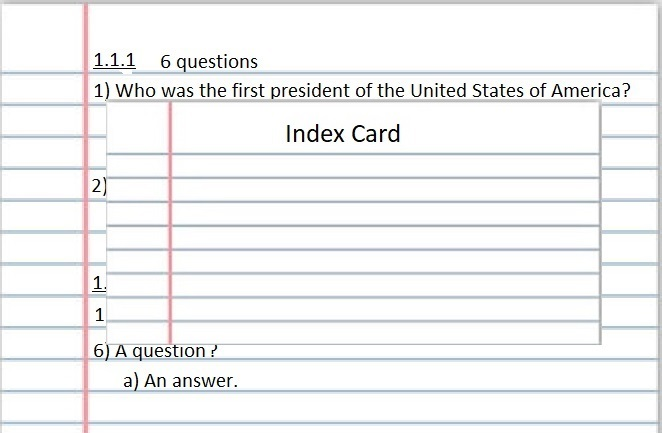 1.1.1 6 questions
1) Who was the first president of the United States of America?
Index Card
2)
1.
1
6) A question ?
a) An answer.